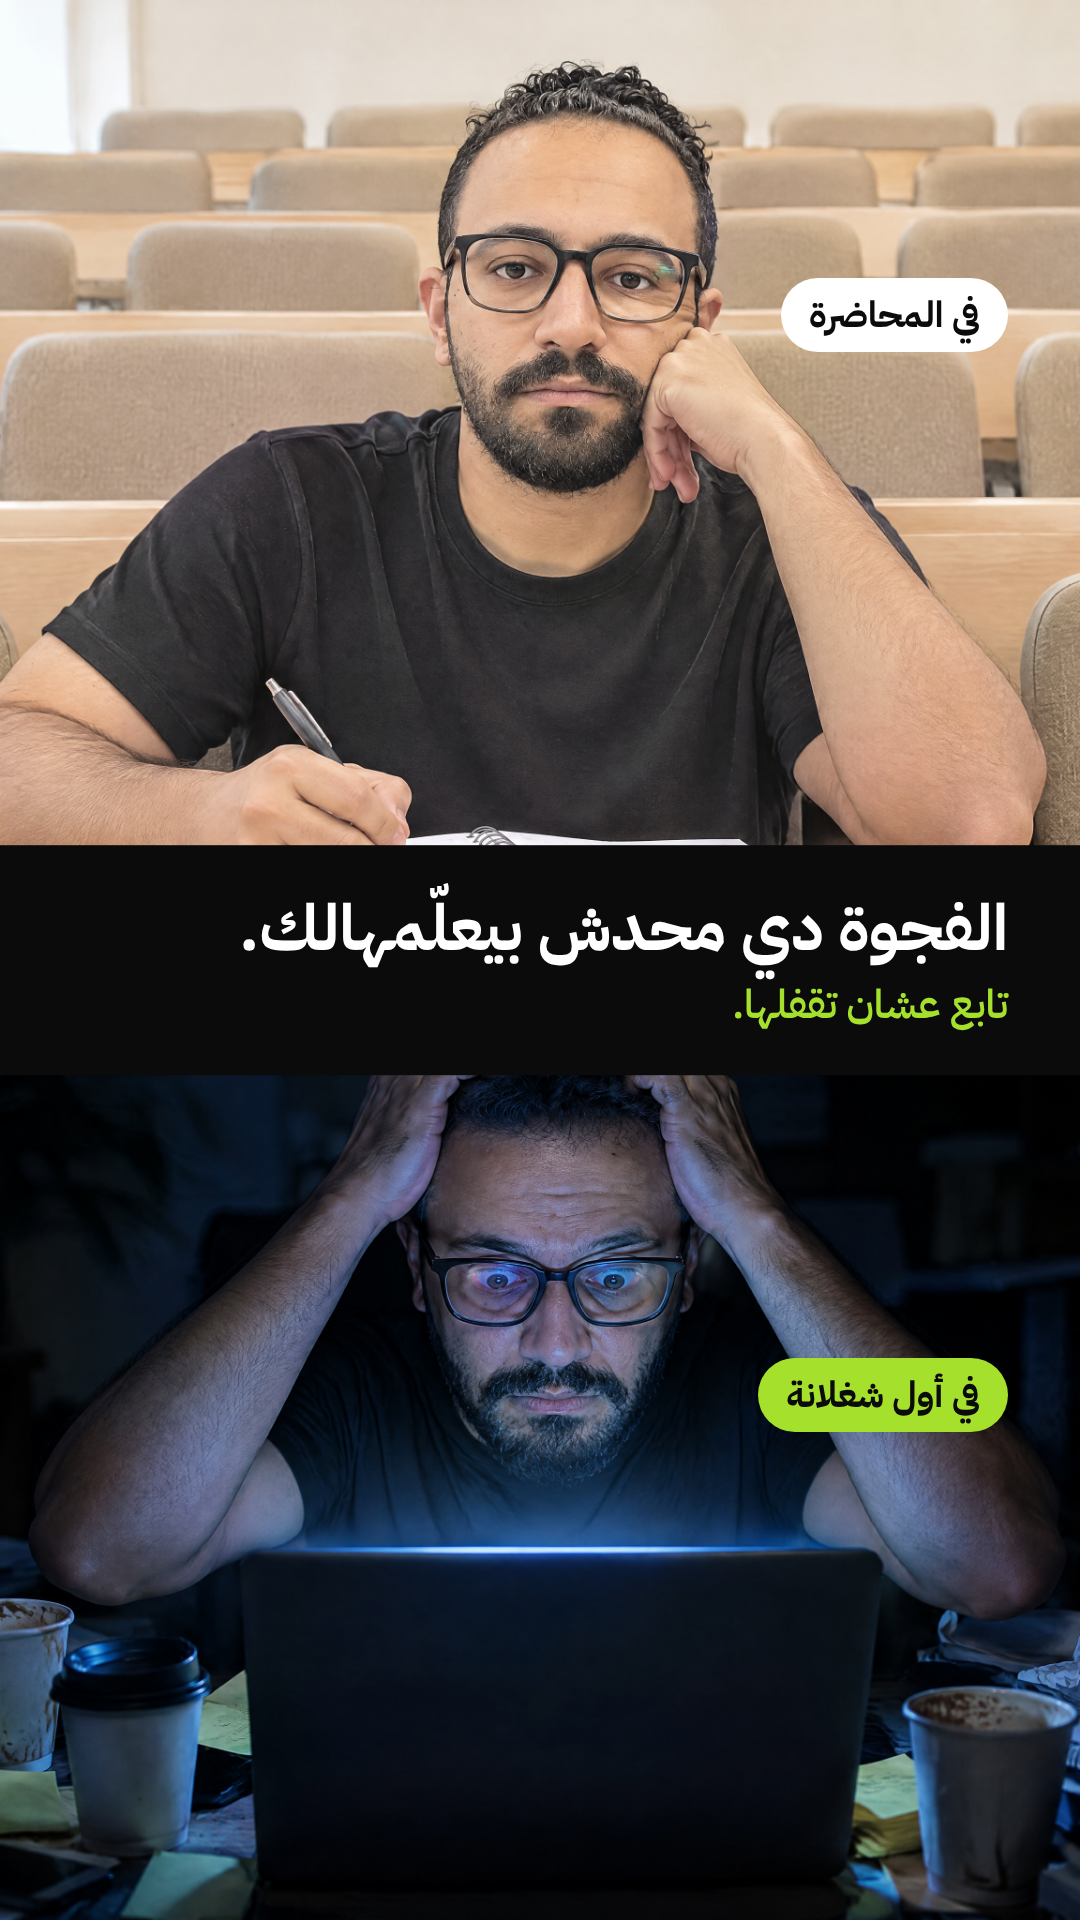 في المحاضرة
الفجوة دي محدش بيعلّمهالك.
تابع عشان تقفلها.
في أول شغلانة